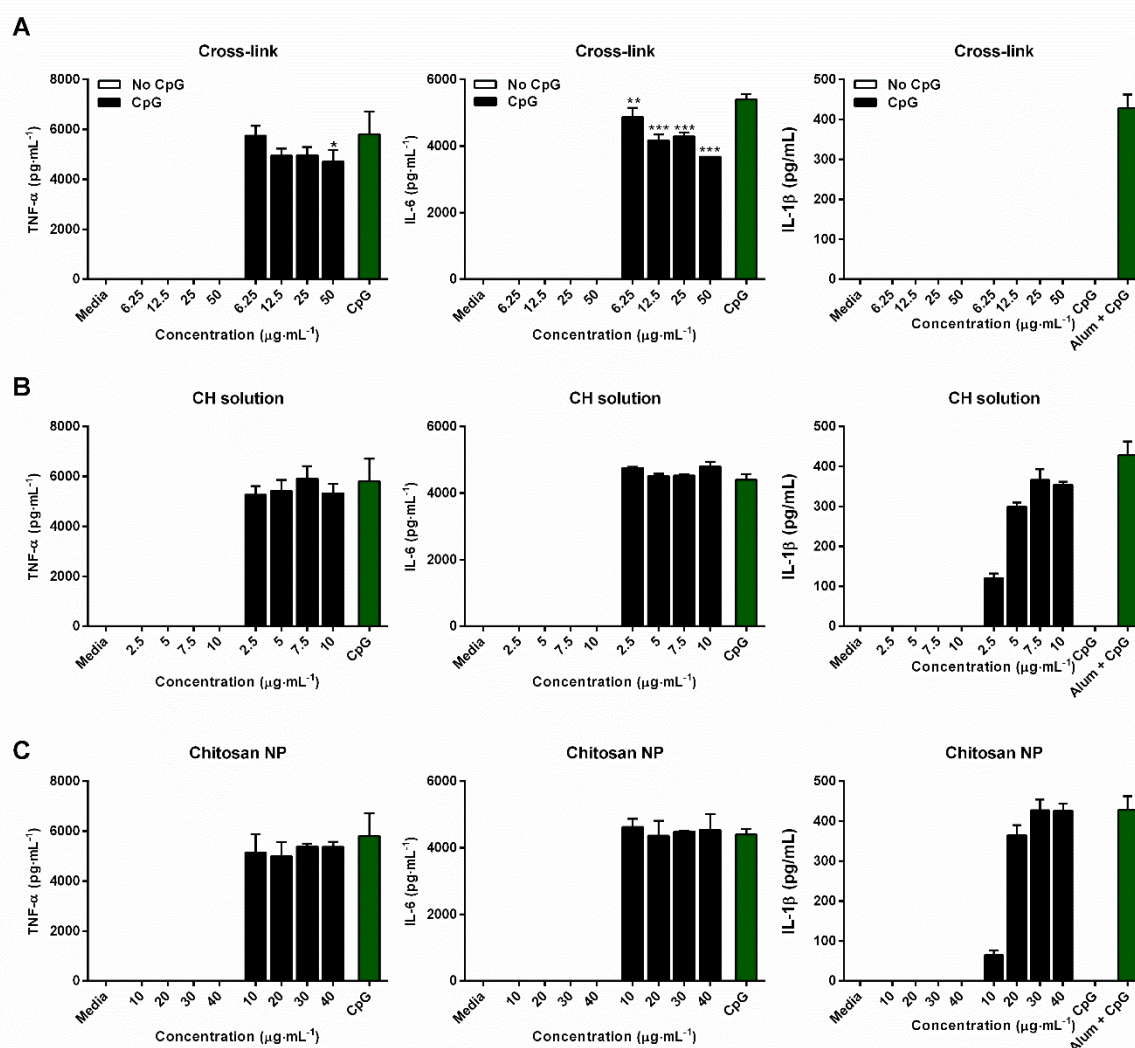 A
Cross-link
8000
6000
4000
2000
0
TNF-α (pg·mL⁻¹)
No CpG
CpG
*
Media 6.25 12.5 25 50 6.25 12.5 25 50 CpG
Concentration (µg·mL⁻¹)
Cross-link
6000
4000
2000
0
IL-6 (pg·mL⁻¹)
No CpG
CpG
** *** *** ***
Media 6.25 12.5 25 50 6.25 12.5 25 50 CpG
Concentration (µg·mL⁻¹)
Cross-link
500
400
300
200
100
0
IL-1β (pg/mL)
No CpG
CpG
Media 6.25 12.5 25 50 6.25 12.5 25 50 CpG Alum + CpG
Concentration (µg·mL⁻¹)
B
CH solution
8000
6000
4000
2000
0
TNF-α (pg·mL⁻¹)
Media 2.5 5 7.5 10 2.5 5 7.5 10 CpG
Concentration (µg·mL⁻¹)
CH solution
6000
4000
2000
0
IL-6 (pg·mL⁻¹)
Media 2.5 5 7.5 10 2.5 5 7.5 10 CpG
Concentration (µg·mL⁻¹)
CH solution
500
400
300
200
100
0
IL-1β (pg/mL)
Media 2.5 5 7.5 10 2.5 5 7.5 10 CpG Alum + CpG
Concentration (µg·mL⁻¹)
C
Chitosan NP
8000
6000
4000
2000
0
TNF-α (pg·mL⁻¹)
Media 10 20 30 40 10 20 30 40 CpG
Concentration (µg·mL⁻¹)
Chitosan NP
6000
4000
2000
0
IL-6 (pg·mL⁻¹)
Media 10 20 30 40 10 20 30 40 CpG
Concentration (µg·mL⁻¹)
Chitosan NP
500
400
300
200
100
0
IL-1β (pg/mL)
Media 10 20 30 40 10 20 30 40 CpG Alum + CpG
Concentration (µg·mL⁻¹)